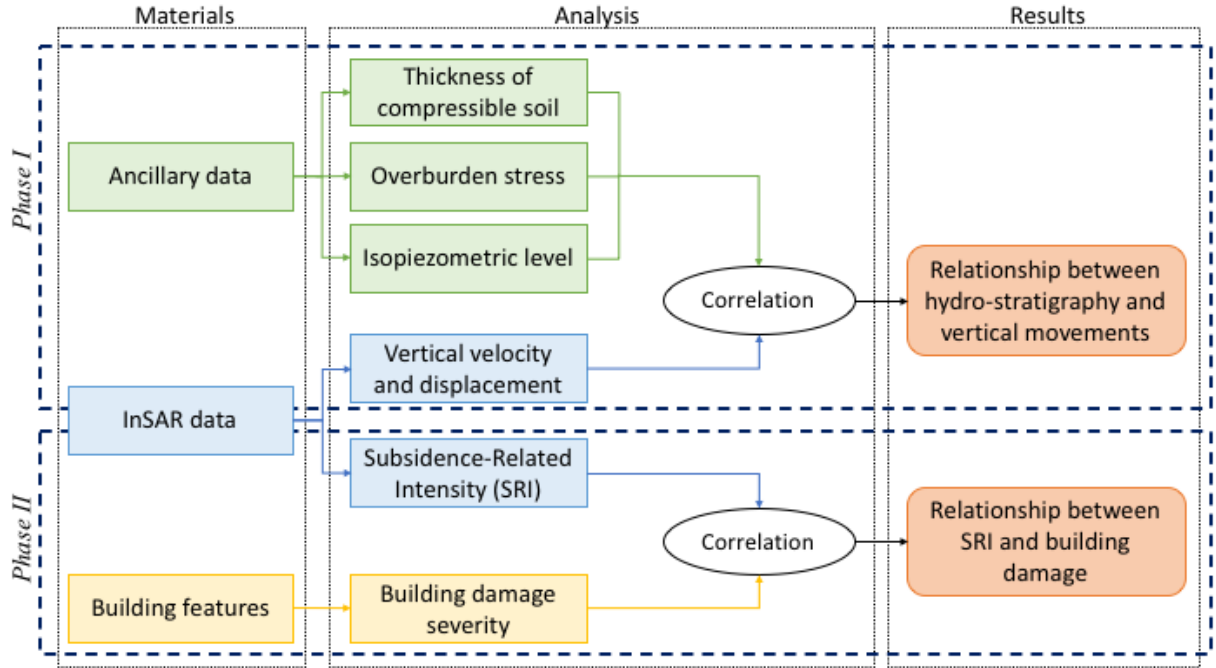 Materials
Analysis
Results
Phase I
Thickness of
compressible soil
Ancillary data
Overburden stress
Isopiezometric level
Correlation
Relationship between
hydro-stratigraphy and
vertical movements
Vertical velocity
and displacement
InSAR data
Phase II
Subsidence-Related
Intensity (SRI)
Correlation
Relationship between
SRI and building
damage
Building features
Building damage
severity